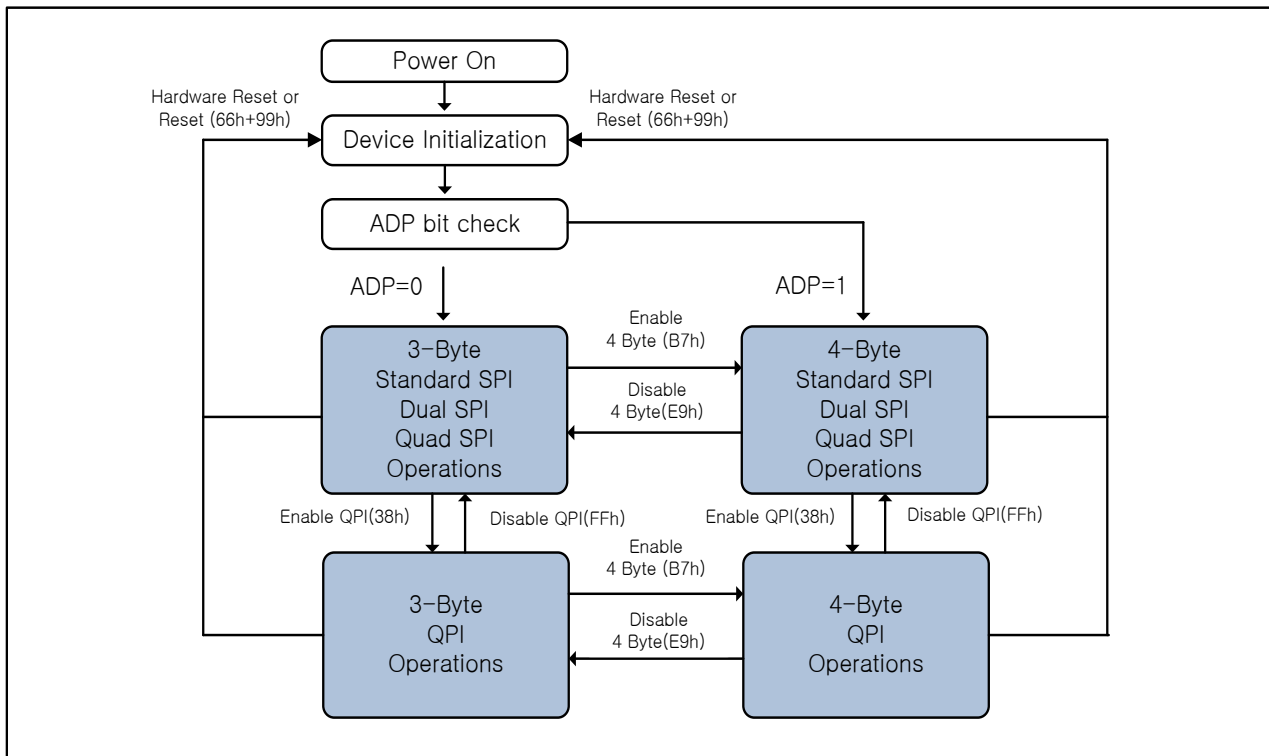 Power On
Hardware Reset or
Reset (66h+99h)
Hardware Reset or
Reset (66h+99h)
Device Initialization
ADP bit check
ADP=0
ADP=1
3-Byte
Standard SPI
Dual SPI
Quad SPI
Operations
Enable
4 Byte (B7h)
Disable
4 Byte(E9h)
4-Byte
Standard SPI
Dual SPI
Quad SPI
Operations
Enable QPI(38h)
Disable QPI(FFh)
Enable QPI(38h)
Disable QPI(FFh)
3-Byte
QPI
Operations
Enable
4 Byte (B7h)
Disable
4 Byte(E9h)
4-Byte
QPI
Operations